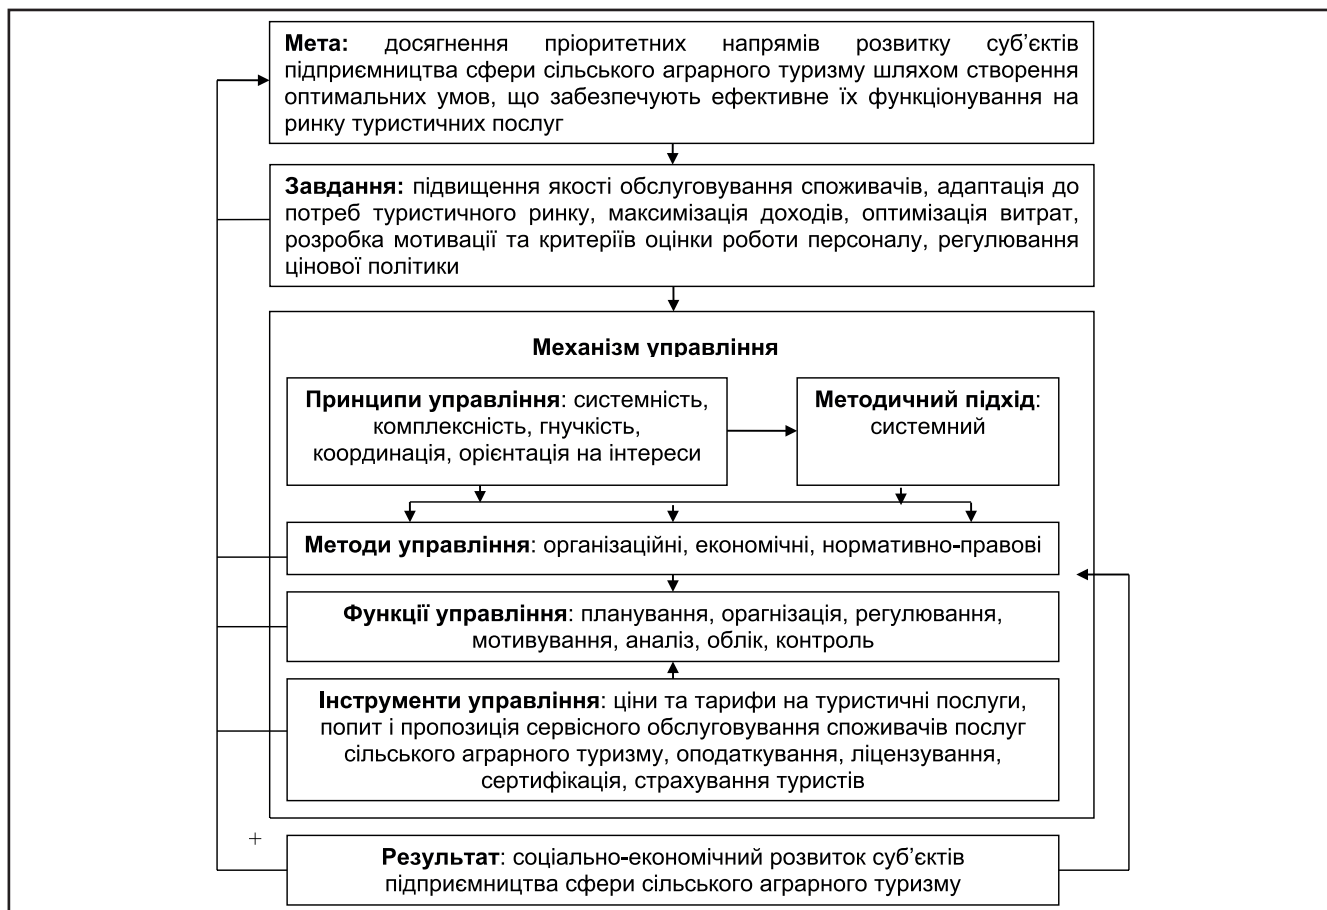 Мета: досягнення пріоритетних напрямів розвитку суб’єктів
підприємництва сфери сільського аграрного туризму шляхом створення
оптимальних умов, що забезпечують ефективне їх функціонування на
ринку туристичних послуг
Завдання: підвищення якості обслуговування споживачів, адаптація до
потреб туристичного ринку, максимізація доходів, оптимізація витрат,
розробка мотивації та критеріїв оцінки роботи персоналу, регулювання
цінової політики
Механізм управління
Принципи управління: системність,
комплексність, гнучкість,
координація, орієнтація на інтереси
Методичний підхід:
системний
Методи управління: організаційні, економічні, нормативно-правові
Функції управління: планування, орагнізація, регулювання,
мотивування, аналіз, облік, контроль
Інструменти управління: ціни та тарифи на туристичні послуги,
попит і пропозиція сервісного обслуговування споживачів послуг
сільського аграрного туризму, оподаткування, ліцензування,
сертифікація, страхування туристів
+
Результат: соціально-економічний розвиток суб’єктів
підприємництва сфери сільського аграрного туризму